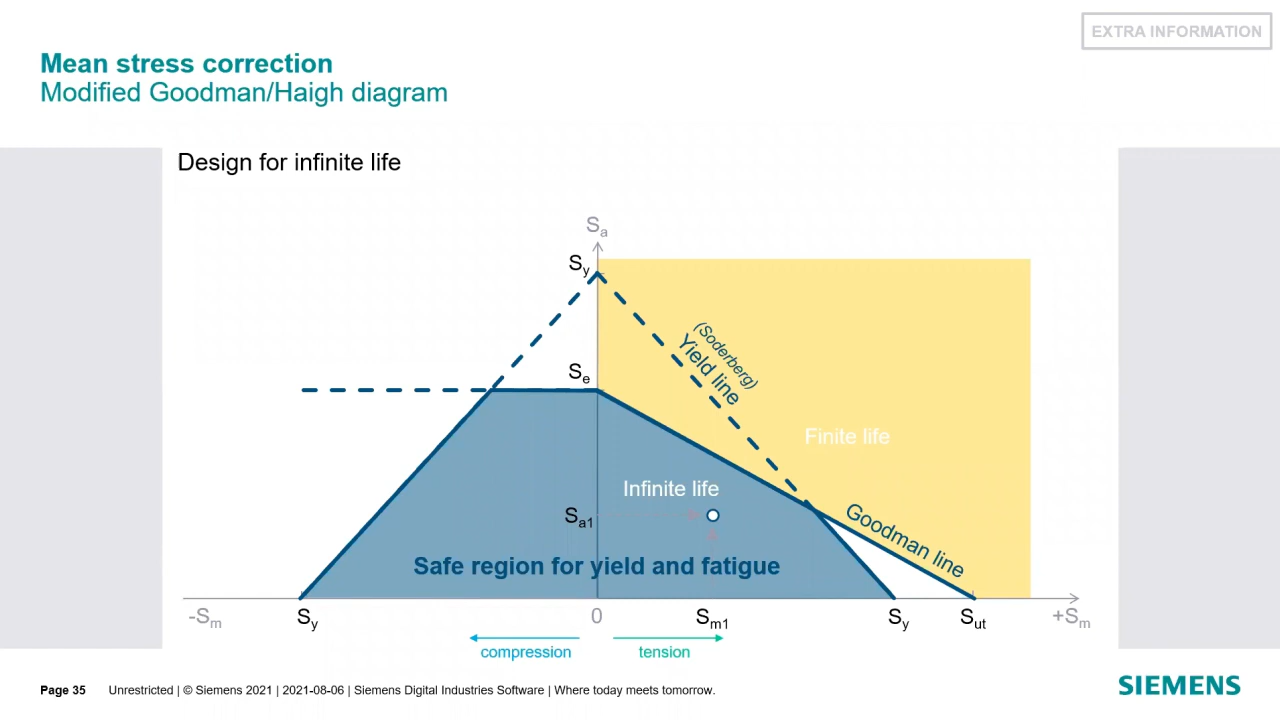 EXTRA INFORMATION
Mean stress correction
Modified Goodman/Haigh diagram
Design for infinite life
Sa
Sy
Se
(Soderberg)
Yield line
Finite life
Infinite life
Sa1
Goodman line
Safe region for yield and fatigue
-Sm
Sy
0
Sm1
Sy
Sut
+Sm
compression
tension
Page 35
Unrestricted | © Siemens 2021 | 2021-08-06 | Siemens Digital Industries Software | Where today meets tomorrow.
SIEMENS